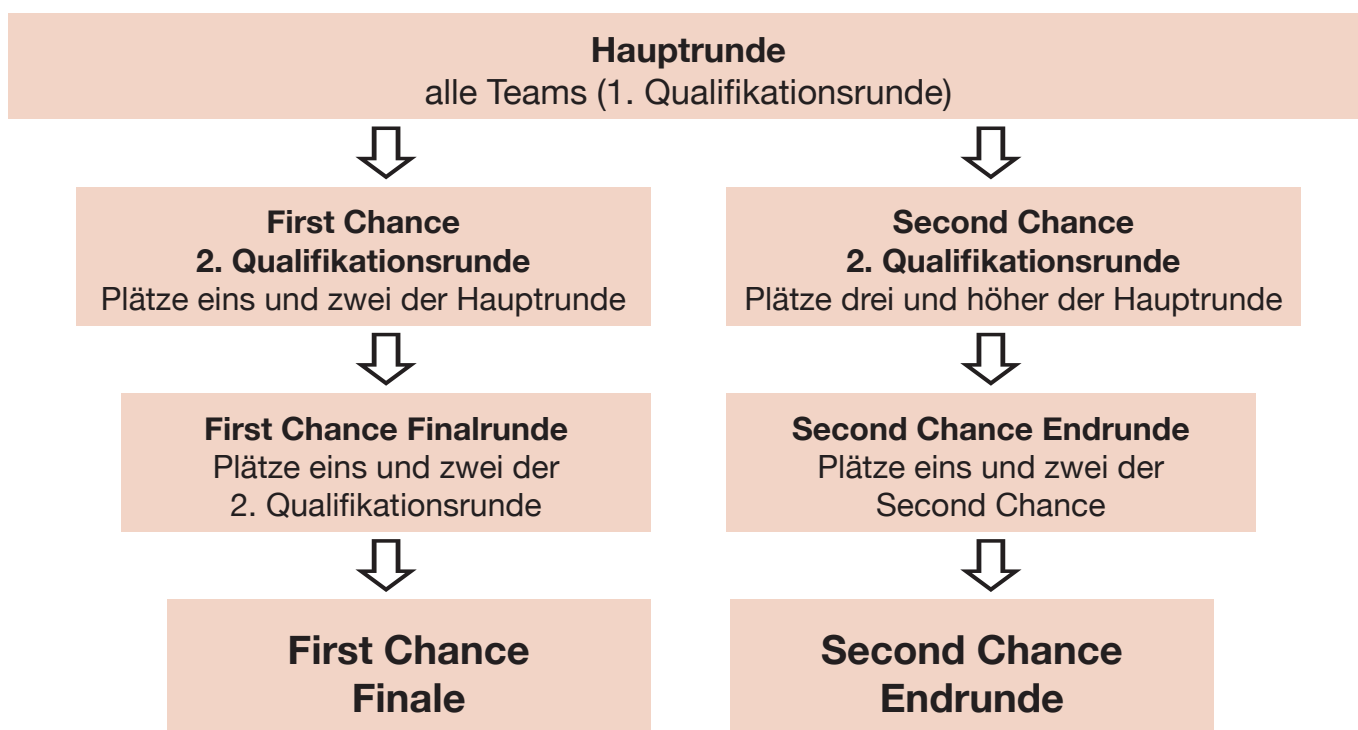 Hauptrunde
alle Teams (1. Qualifikationsrunde)
First Chance
2. Qualifikationsrunde
Plätze eins und zwei der Hauptrunde
Second Chance
2. Qualifikationsrunde
Plätze drei und höher der Hauptrunde
First Chance Finalrunde
Plätze eins und zwei der
2. Qualifikationsrunde
Second Chance Endrunde
Plätze eins und zwei der
Second Chance
First Chance
Finale
Second Chance
Endrunde